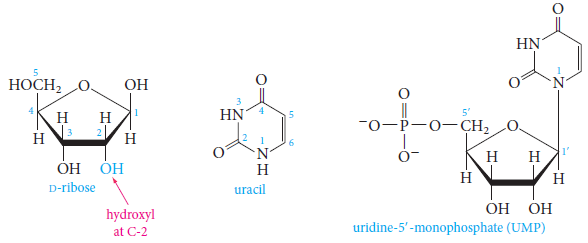 5
HOCH₂
O
OH
4
H
H
1
H
3
2
H
OH
OH
D-ribose
hydroxyl
at C-2
O
3
4
HN
5
2
1
6
O
N
H
uracil
O
HN
1
O
N
O
5'
⁻O—P—O—CH₂
O
O⁻
H
H
1'
H
H
OH
OH
uridine-5'-monophosphate (UMP)